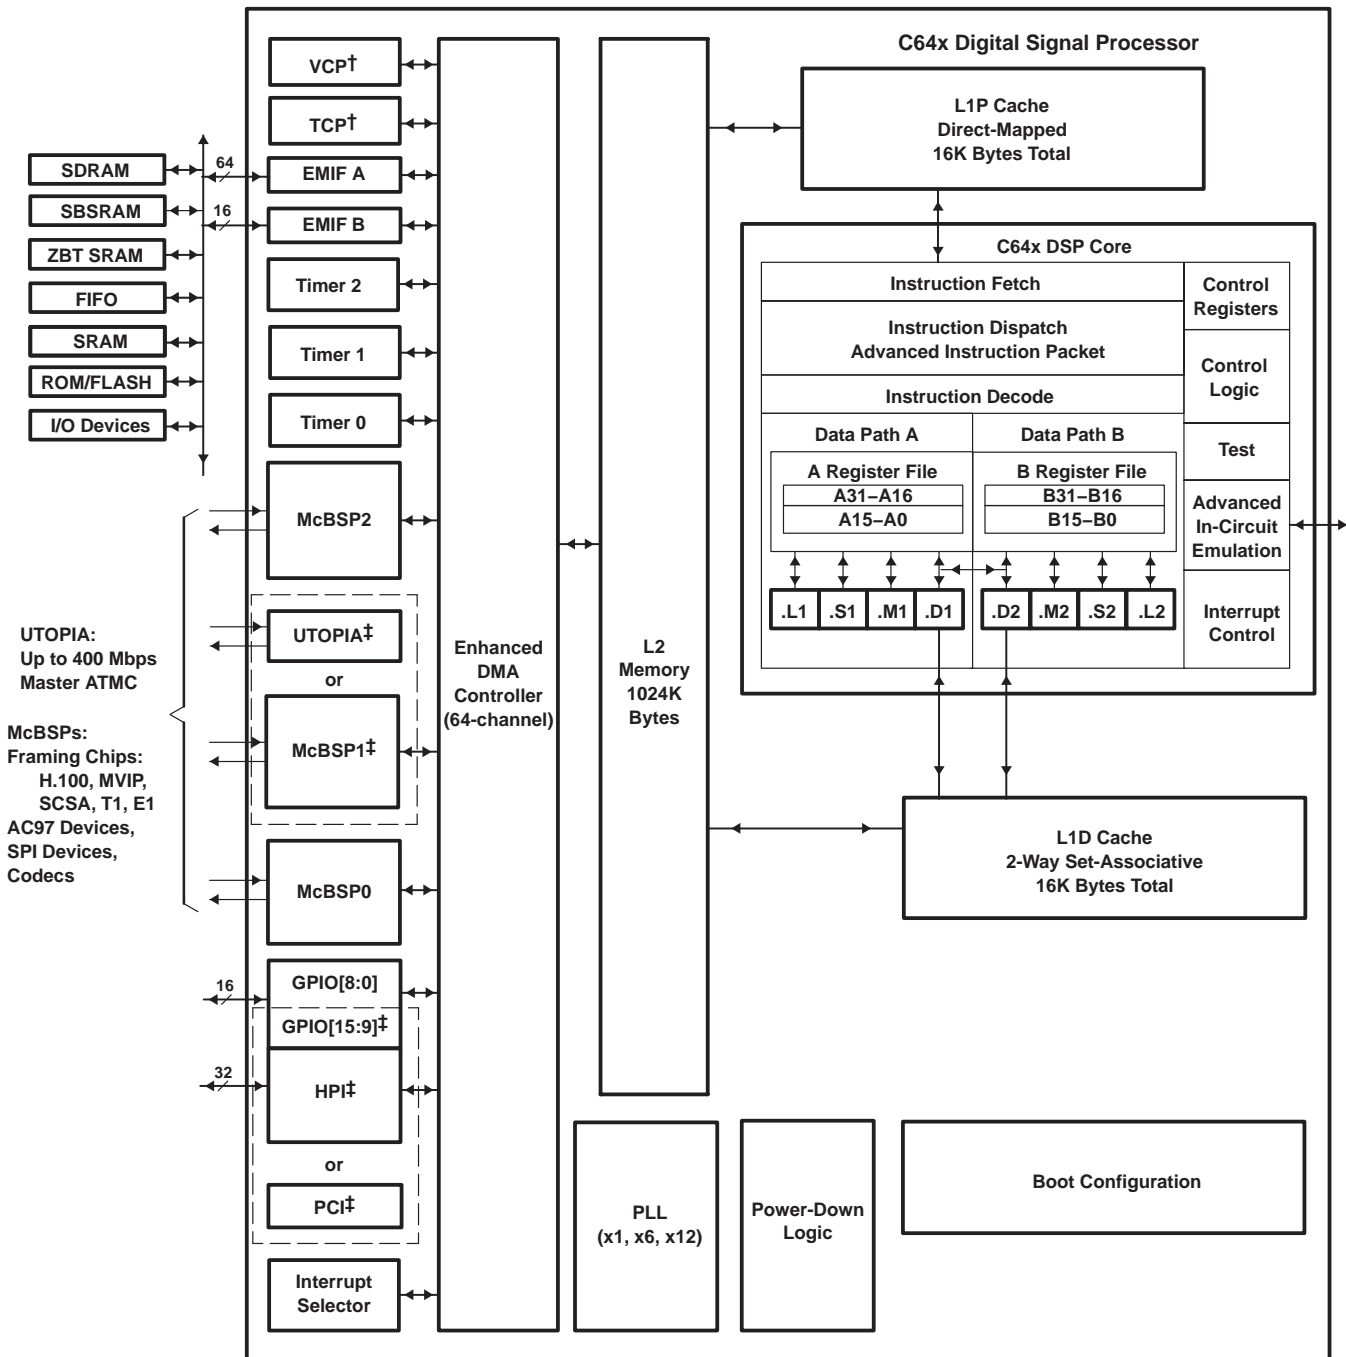 C64x Digital Signal Processor
VCP†
TCP†
EMIF A
EMIF B
Timer 2
Timer 1
Timer 0
McBSP2
UTOPIA‡
or
McBSP1‡
McBSP0
GPIO[8:0]
GPIO[15:9]‡
HPI‡
or
PCI‡
Interrupt
Selector
64
16
16
32
SDRAM
SBSRAM
ZBT SRAM
FIFO
SRAM
ROM/FLASH
I/O Devices
UTOPIA:
Up to 400 Mbps
Master ATMC
McBSPs:
Framing Chips:
H.100, MVIP,
SCSA, T1, E1
AC97 Devices,
SPI Devices,
Codecs
Enhanced
DMA
Controller
(64-channel)
L2
Memory
1024K
Bytes
L1P Cache
Direct-Mapped
16K Bytes Total
C64x DSP Core
Instruction Fetch
Instruction Dispatch
Advanced Instruction Packet
Instruction Decode
Data Path A
Data Path B
A Register File
A31–A16
A15–A0
B Register File
B31–B16
B15–B0
.L1 .S1 .M1 .D1
.D2 .M2 .S2 .L2
Control
Registers
Control
Logic
Test
Advanced
In-Circuit
Emulation
Interrupt
Control
L1D Cache
2-Way Set-Associative
16K Bytes Total
PLL
(x1, x6, x12)
Power-Down
Logic
Boot Configuration